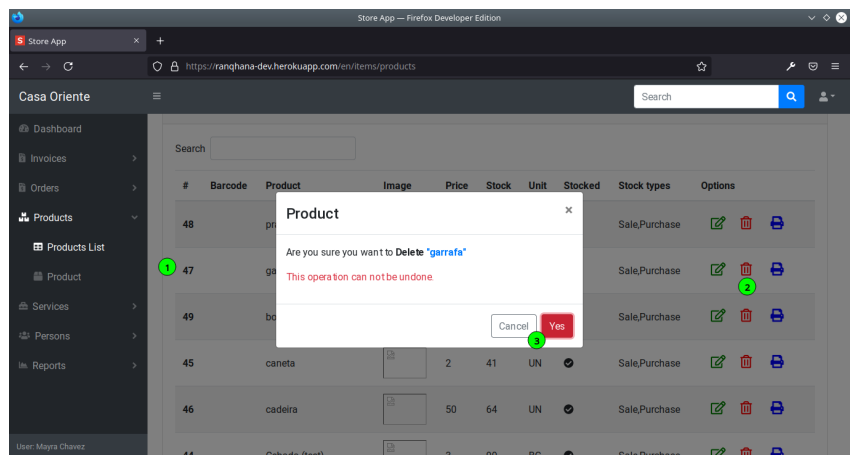 Store App — Firefox Developer Edition
S Store App × +
https://ranqhana-dev.herokuapp.com/en/items/products
Casa Oriente
Search
Dashboard
Invoices
Orders
Products
Products List
Product
Services
Persons
Reports
User: Mayra Chavez
Search
# Barcode Product Image Price Stock Unit Stocked Stock types Options
48 Sale,Purchase
1 47 Sale,Purchase
2
49 Sale,Purchase
45 caneta 2 41 UN Sale,Purchase
46 cadeira 50 64 UN Sale,Purchase
Product ×
Are you sure you want to Delete "garrafa"
This operation can not be undone.
Cancel Yes
3